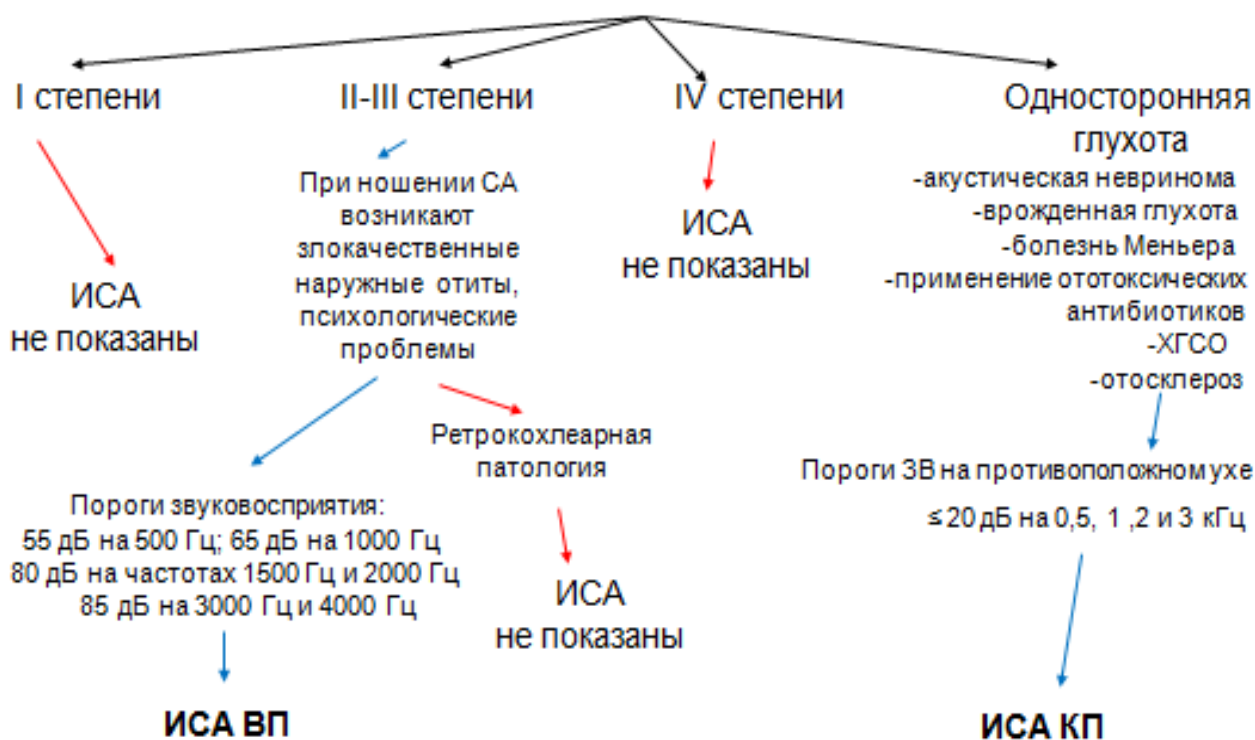 I степени
ИСА
не показаны
II-III степени
При ношении СА
возникают
злокачественные
наружные отиты,
психологические
проблемы
Ретрокохлеарная
патология
ИСА
не показаны
Пороги звуковосприятия:
55 дБ на 500 Гц; 65 дБ на 1000 Гц
80 дБ на частотах 1500 Гц и 2000 Гц
85 дБ на 3000 Гц и 4000 Гц
ИСА ВП
IV степени
ИСА
не показаны
Односторонняя
глухота
-акустическая невринома
-врожденная глухота
-болезнь Меньера
-применение ототоксических
антибиотиков
-ХГСО
-отосклероз
Пороги ЗВ на противоположном ухе
≤20 дБ на 0,5, 1 ,2 и 3 кГц
ИСА КП